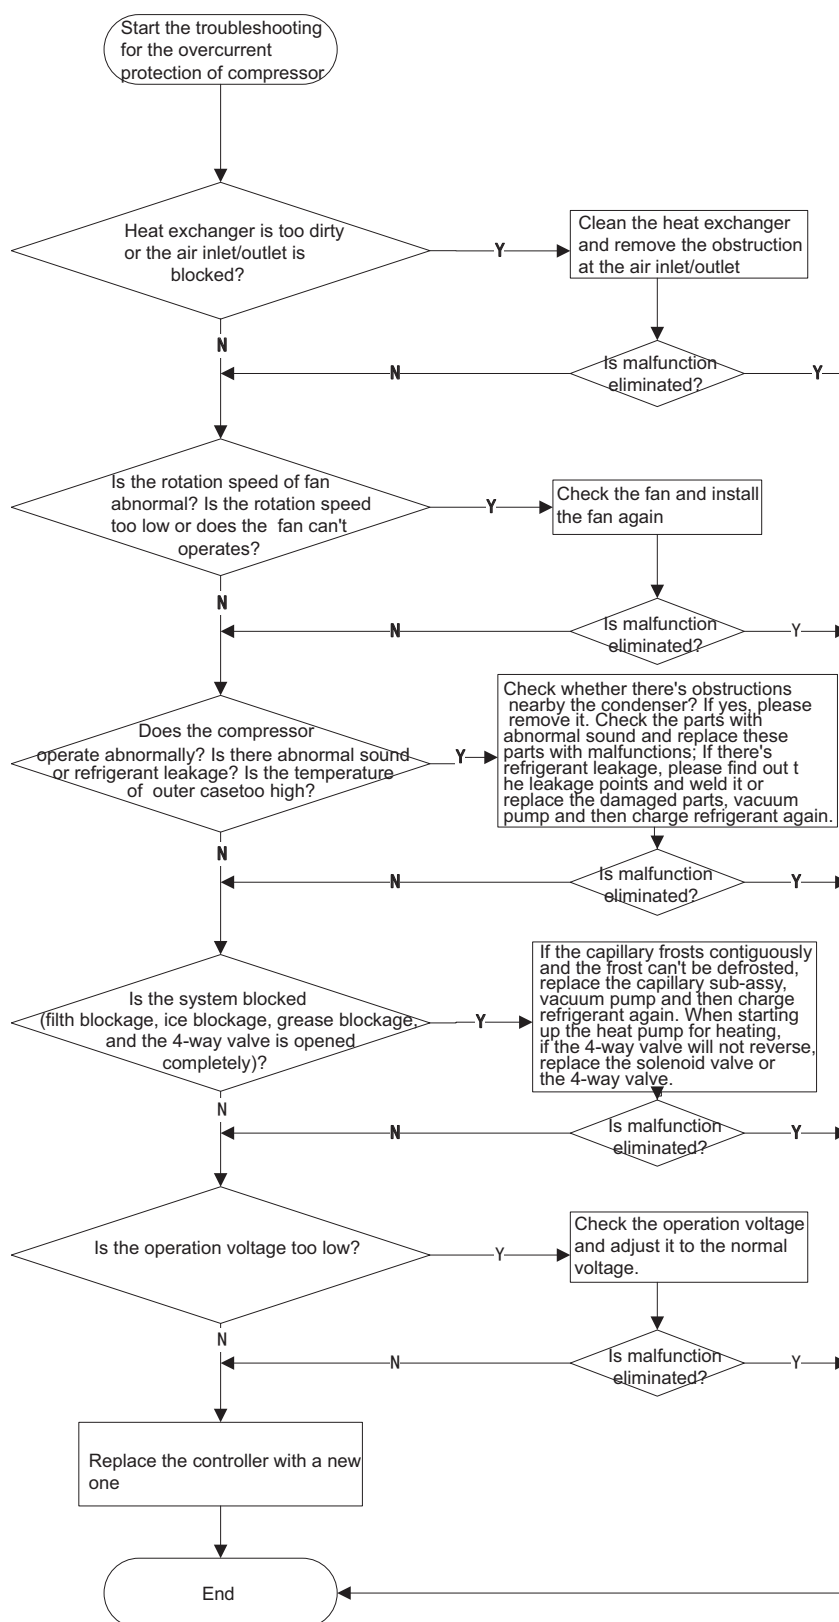 Start the troubleshooting
for the overcurrent
protection of compressor
Heat exchanger is too dirty
or the air inlet/outlet is
blocked?
Y
Clean the heat exchanger
and remove the obstruction
at the air inlet/outlet
N
Is malfunction
eliminated?
N
Y
Is the rotation speed of fan
abnormal? Is the rotation speed
too low or does the fan can't
operates?
Y
Check the fan and install
the fan again
N
Is malfunction
eliminated?
N
Y
Does the compressor
operate abnormally? Is there abnormal sound
or refrigerant leakage? Is the temperature
of outer casetoo high?
Y
Check whether there's obstructions
nearby the condenser? If yes, please
remove it. Check the parts with
abnormal sound and replace these
parts with malfunctions; If there's
refrigerant leakage, please find out t
he leakage points and weld it or
replace the damaged parts, vacuum
pump and then charge refrigerant again.
N
Is malfunction
eliminated?
N
Y
Is the system blocked
(filth blockage, ice blockage, grease blockage,
and the 4-way valve is opened
completely)?
Y
If the capillary frosts contiguously
and the frost can't be defrosted,
replace the capillary sub-assy,
vacuum pump and then charge
refrigerant again. When starting
up the heat pump for heating,
if the 4-way valve will not reverse,
replace the solenoid valve or
the 4-way valve.
N
Is malfunction
eliminated?
N
Y
Is the operation voltage too low?
Y
Check the operation voltage
and adjust it to the normal
voltage.
N
Is malfunction
eliminated?
N
Y
Replace the controller with a new
one
End